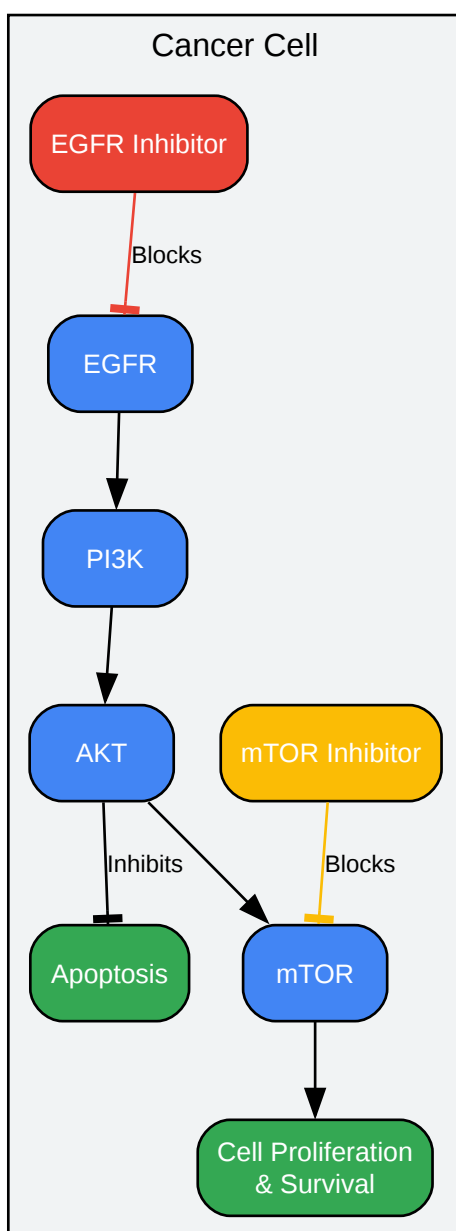 Cancer Cell
EGFR Inhibitor
Blocks
EGFR
PI3K
AKT
mTOR Inhibitor
Inhibits
Blocks
Apoptosis
mTOR
Cell Proliferation
& Survival